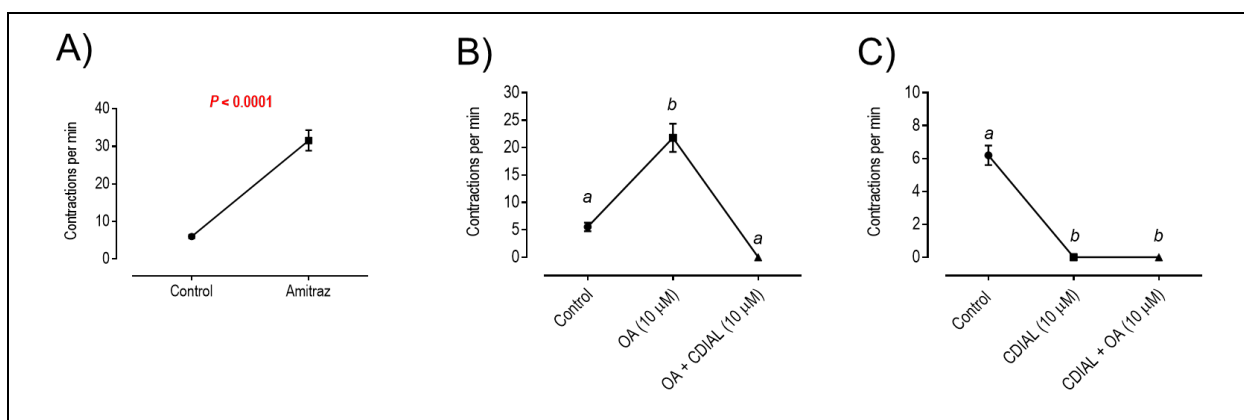 A)
P < 0.0001
Contractions per min
40
30
20
10
0
Control
Amitraz
B)
Contractions per min
30
25
20
15
10
5
0
a
b
a
Control
OA (10 μM)
OA + CDIAL (10 μM)
C)
Contractions per min
10
8
6
4
2
0
a
b
b
Control
CDIAL (10 μM)
CDIAL + OA (10 μM)